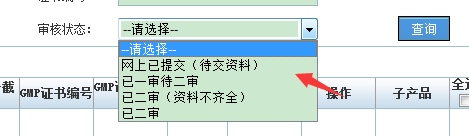 审核状态：
--请选择--
查询
--请选择--
网上已提交（待交资料）
已一审待二审
已二审（资料不齐全）
已二审
截
GMP证书编号
GMP
操作
子产品
全选